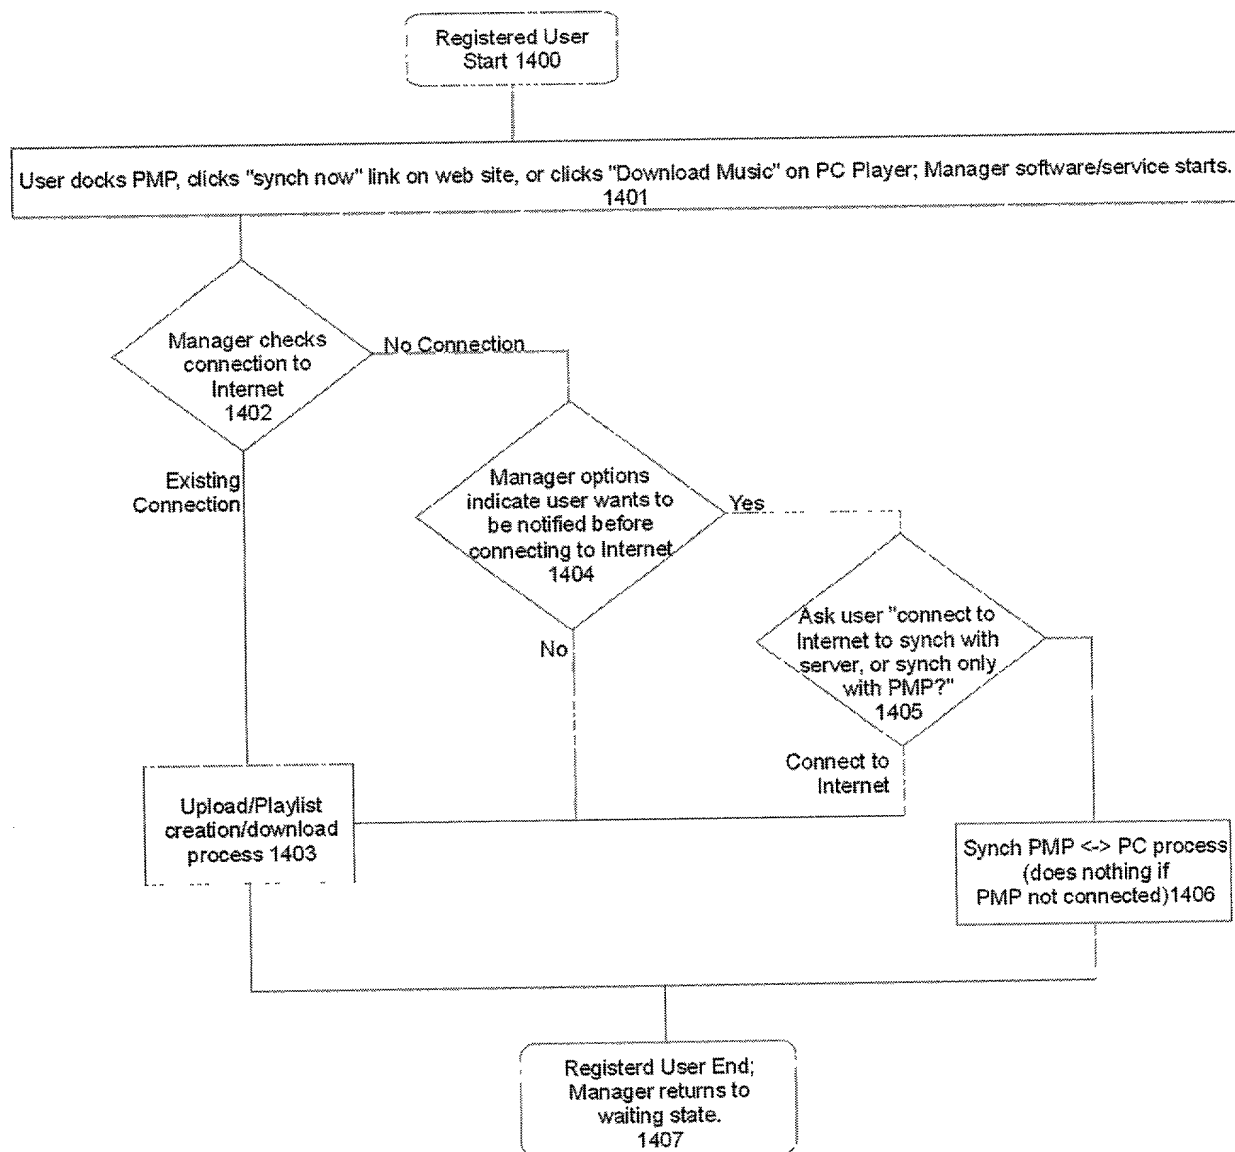 Registered User
Start 1400
User docks PMP, clicks "synch now" link on web site, or clicks "Download Music" on PC Player; Manager software/service starts.
1401
Manager checks
connection to
Internet
1402
No Connection
Existing
Connection
Manager options
indicate user wants to
be notified before
connecting to Internet
1404
Yes
No
Ask user "connect to
Internet to synch with
server, or synch only
with PMP?"
1405
Connect to
Internet
Upload/Playlist
creation/download
process 1403
Synch PMP <-> PC process
(does nothing if
PMP not connected)1406
Registerd User End;
Manager returns to
waiting state.
1407